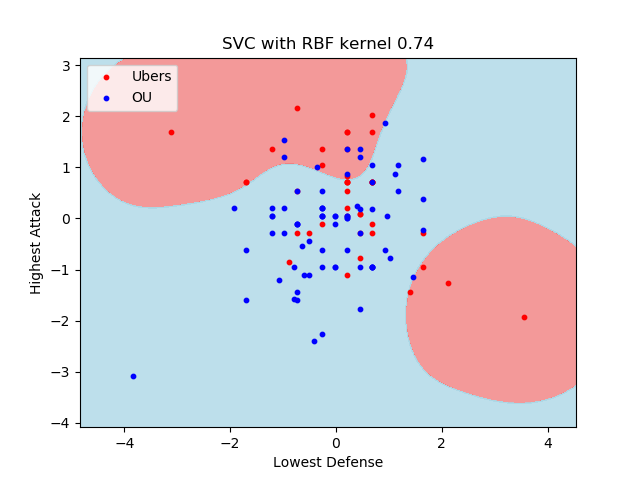 SVC with RBF kernel 0.74
Ubers
OU
3
2
1
0
−1
−2
−3
−4
Highest Attack
−4
−2
0
2
4
Lowest Defense